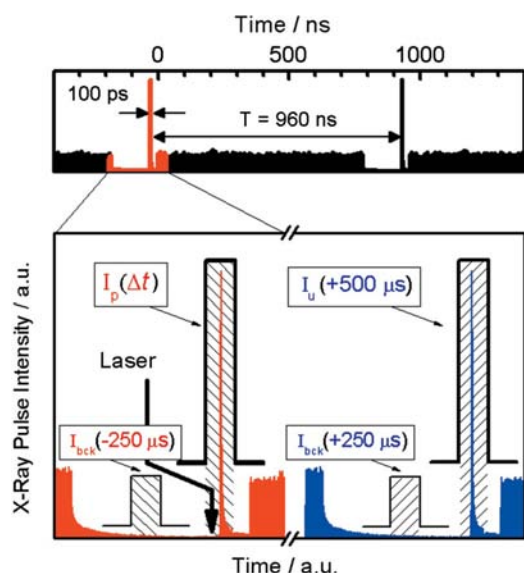 Time / ns
0 500 1000
100 ps
T = 960 ns
X-Ray Pulse Intensity / a.u.
I_p(Δt)
I_u(+500 μs)
Laser
I_bck(-250 μs)
I_bck(+250 μs)
Time / a.u.